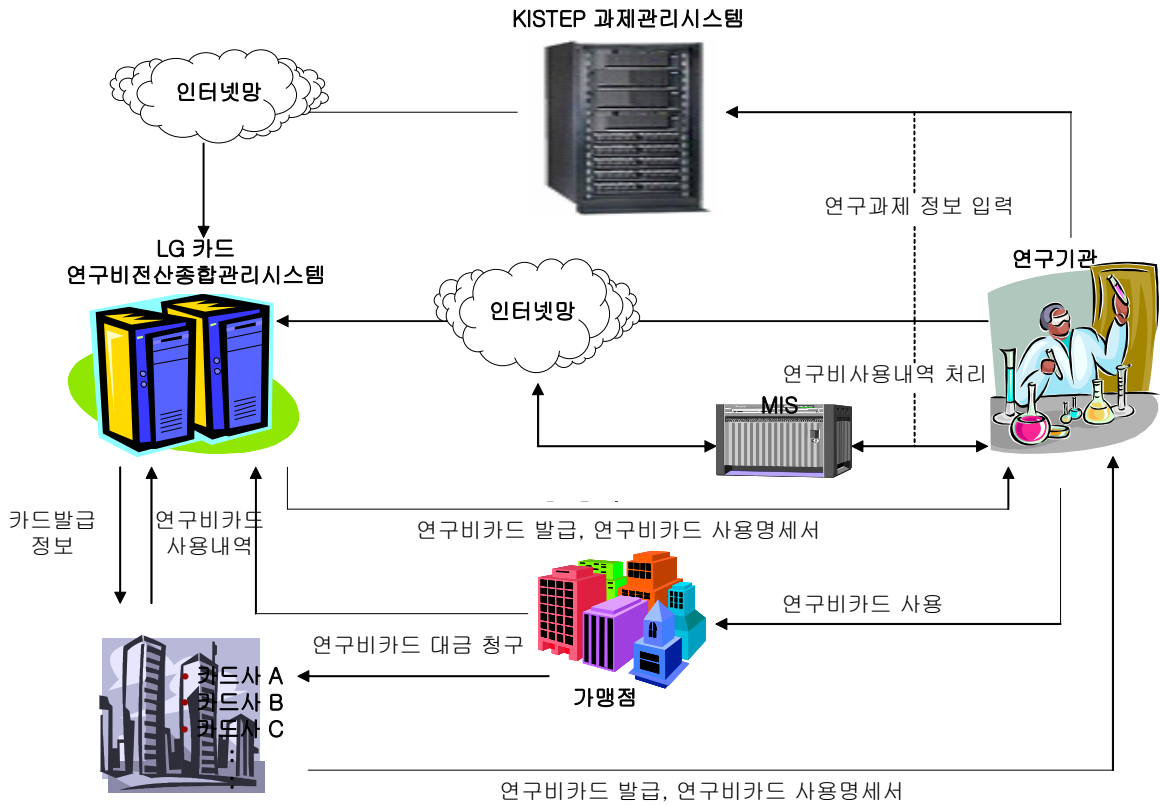 KISTEP 과제관리시스템
인터넷망
연구과제 정보 입력
LG 카드
연구비전산종합관리시스템
연구기관
인터넷망
연구비사용내역 처리
MIS
카드발급
정보
연구비카드
사용내역
연구비카드 발급, 연구비카드 사용명세서
연구비카드 사용
연구비카드 대금 청구
가맹점
카드사 A
카드사 B
카드사 C
연구비카드 발급, 연구비카드 사용명세서